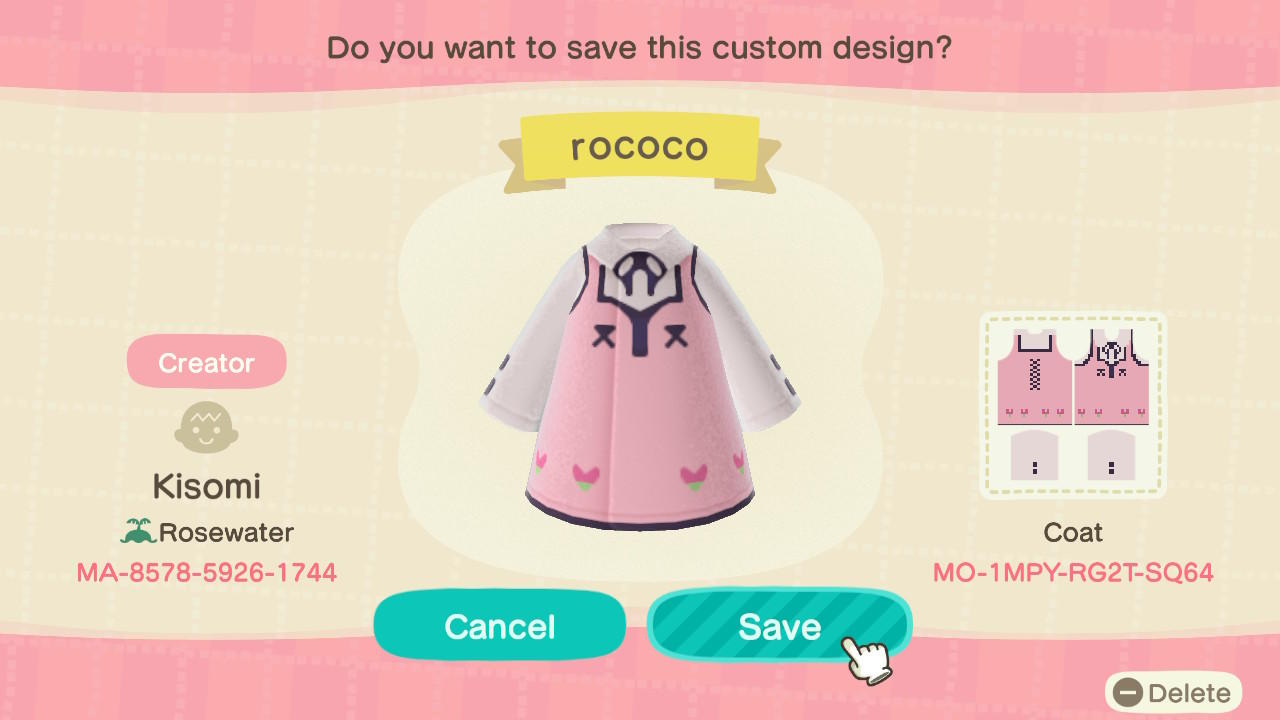 Do you want to save this custom design?
rococo
Creator
Kisomi
Rosewater
MA-8578-5926-1744
Coat
MO-1MPY-RG2T-SQ64
Cancel
Save
Delete